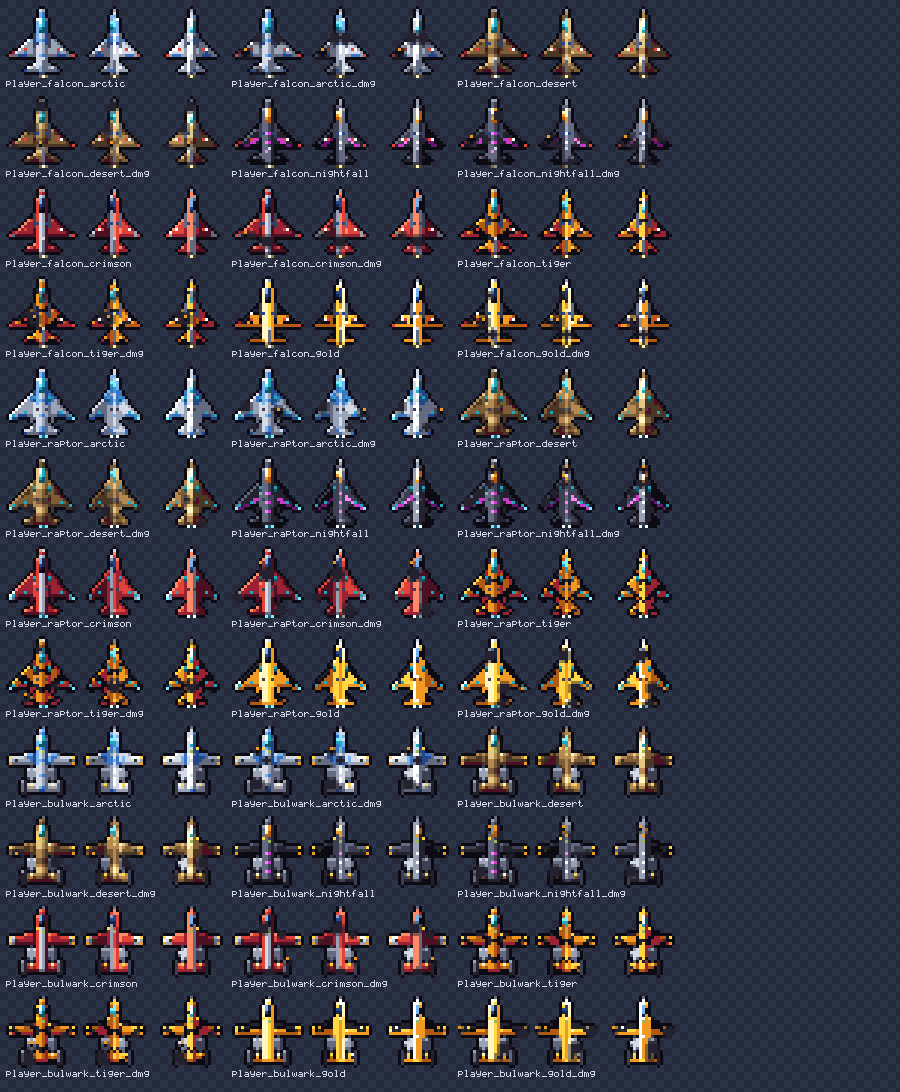 player_falcon_arctic
player_falcon_arctic_dmg
player_falcon_desert
player_falcon_desert_dmg
player_falcon_nightfall
player_falcon_nightfall_dmg
player_falcon_crimson
player_falcon_crimson_dmg
player_falcon_tiger
player_falcon_tiger_dmg
player_falcon_gold
player_falcon_gold_dmg
player_raptor_arctic
player_raptor_arctic_dmg
player_raptor_desert
player_raptor_desert_dmg
player_raptor_nightfall
player_raptor_nightfall_dmg
player_raptor_crimson
player_raptor_crimson_dmg
player_raptor_tiger
player_raptor_tiger_dmg
player_raptor_gold
player_raptor_gold_dmg
player_bulwark_arctic
player_bulwark_arctic_dmg
player_bulwark_desert
player_bulwark_desert_dmg
player_bulwark_nightfall
player_bulwark_nightfall_dmg
player_bulwark_crimson
player_bulwark_crimson_dmg
player_bulwark_tiger
player_bulwark_tiger_dmg
player_bulwark_gold
player_bulwark_gold_dmg